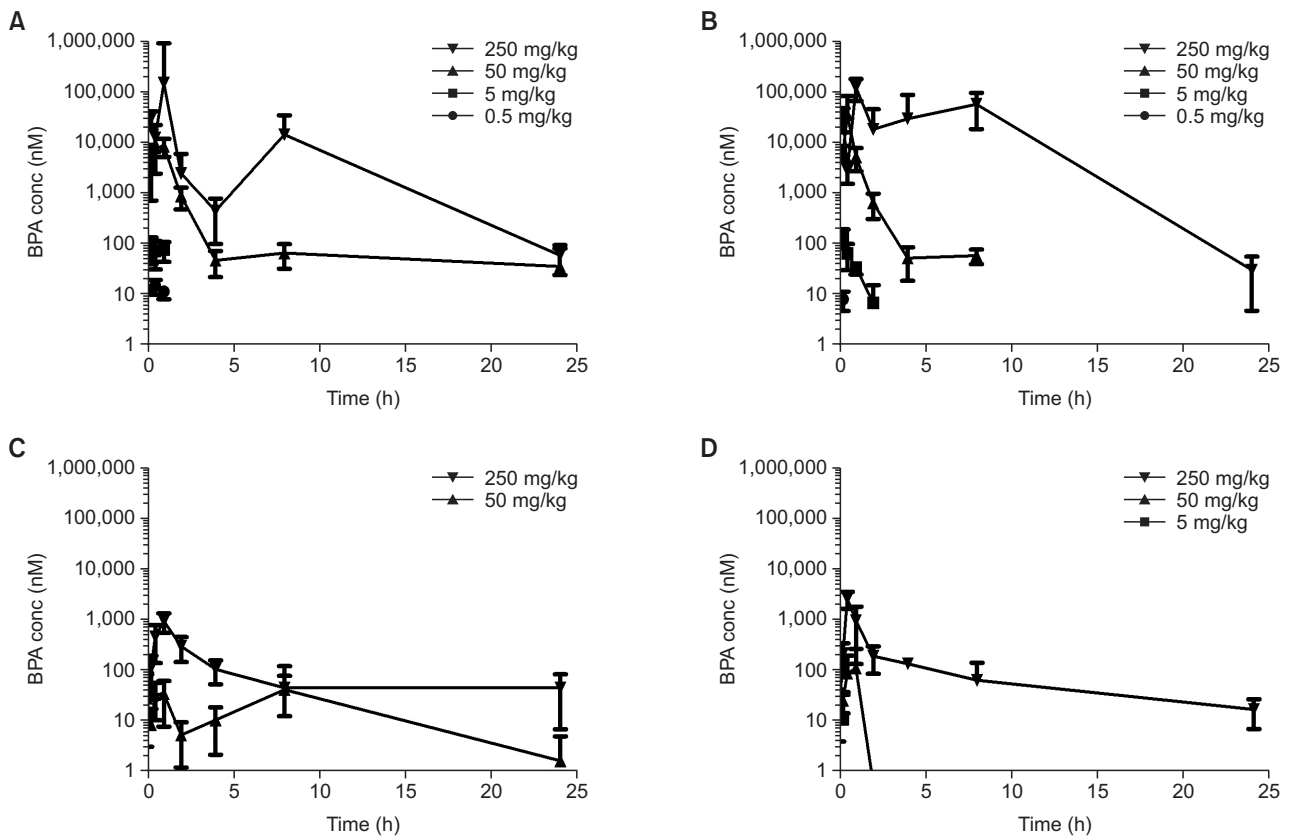 A
1,000,000
100,000
10,000
1,000
100
10
1
BPA conc (nM)
0 5 10 15 20 25
Time (h)
250 mg/kg
50 mg/kg
5 mg/kg
0.5 mg/kg
B
1,000,000
100,000
10,000
1,000
100
10
1
BPA conc (nM)
0 5 10 15 20 25
Time (h)
250 mg/kg
50 mg/kg
5 mg/kg
0.5 mg/kg
C
1,000,000
100,000
10,000
1,000
100
10
1
BPA conc (nM)
0 5 10 15 20 25
Time (h)
250 mg/kg
50 mg/kg
D
1,000,000
100,000
10,000
1,000
100
10
1
BPA conc (nM)
0 5 10 15 20 25
Time (h)
250 mg/kg
50 mg/kg
5 mg/kg